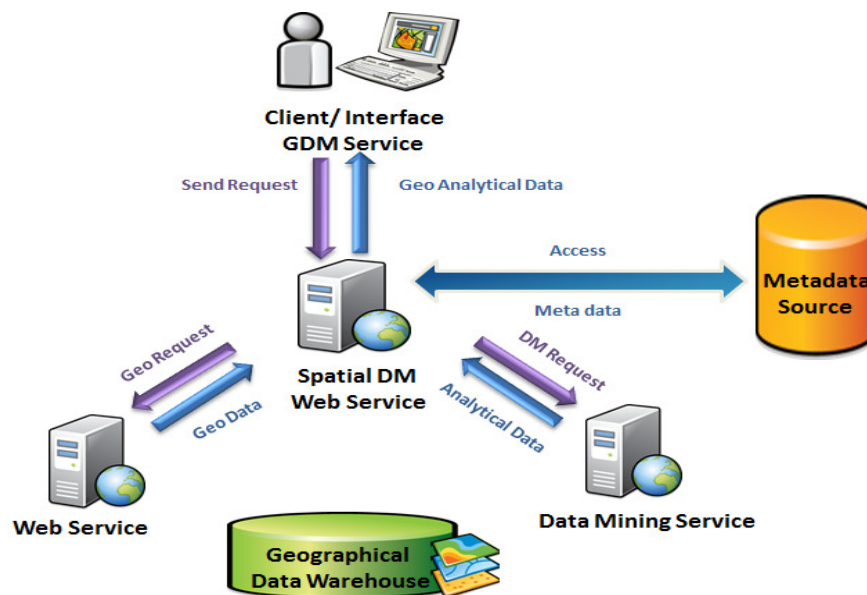 Client/ Interface
GDM Service
Send Request
Geo Analytical Data
Access
Meta data
Metadata
Source
Geo Request
Geo Data
Spatial DM
Web Service
DM Request
Analytical Data
Web Service
Data Mining Service
Geographical
Data Warehouse